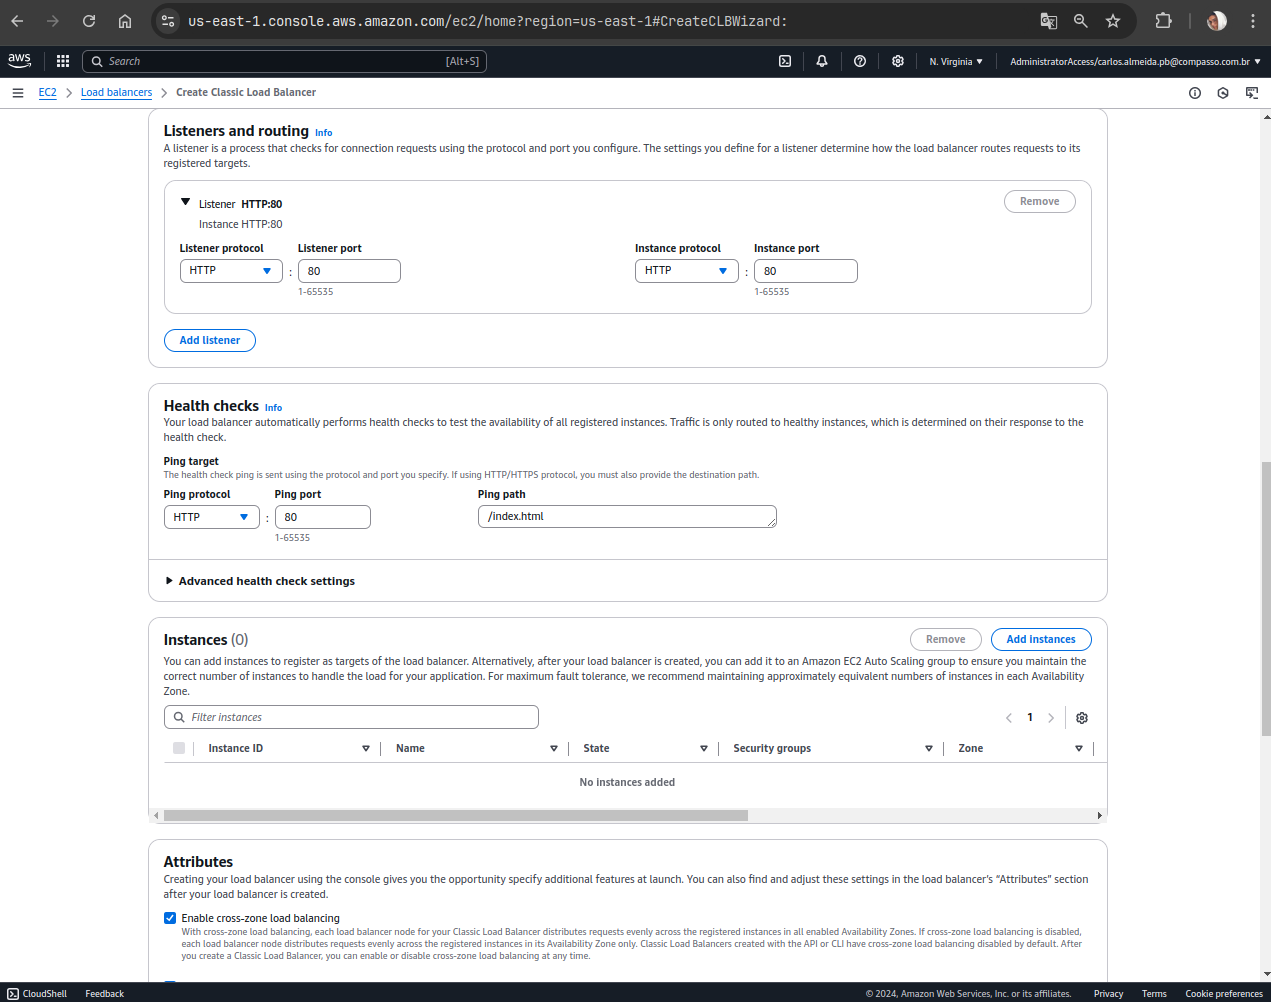 us-east-1.console.aws.amazon.com/ec2/home?region=us-east-1#CreateCLBWizard:
aws
Search
[Alt+S]
N. Virginia
AdministratorAccess/carlos.almeida.pb@compasso.com.br
EC2
Load balancers
Create Classic Load Balancer
Listeners and routing Info
A listener is a process that checks for connection requests using the protocol and port you configure. The settings you define for a listener determine how the load balancer routes requests to its
registered targets.
Listener HTTP:80
Remove
Instance HTTP:80
Listener protocol
Listener port
Instance protocol
Instance port
HTTP
:
80
HTTP
:
80
1-65535
1-65535
Add listener
Health checks Info
Your load balancer automatically performs health checks to test the availability of all registered instances. Traffic is only routed to healthy instances, which is determined on their response to the
health check.
Ping target
The health check ping is sent using the protocol and port you specify. If using HTTP/HTTPS protocol, you must also provide the destination path.
Ping protocol
Ping port
Ping path
HTTP
:
80
/index.html
1-65535
Advanced health check settings
Instances (0)
Remove
Add instances
You can add instances to register as targets of the load balancer. Alternatively, after your load balancer is created, you can add it to an Amazon EC2 Auto Scaling group to ensure you maintain the
correct number of instances to handle the load for your application. For maximum fault tolerance, we recommend maintaining approximately equivalent numbers of instances in each Availability
Zone.
Filter instances
1
Instance ID
Name
State
Security groups
Zone
No instances added
Attributes
Creating your load balancer using the console gives you the opportunity specify additional features at launch. You can also find and adjust these settings in the load balancer's “Attributes” section
after your load balancer is created.
Enable cross-zone load balancing
With cross-zone load balancing, each load balancer node for your Classic Load Balancer distributes requests evenly across the registered instances in all enabled Availability Zones. If cross-zone load balancing is disabled,
each load balancer node distributes requests evenly across the registered instances in its Availability Zone only. Classic Load Balancers created with the API or CLI have cross-zone load balancing disabled by default. After
you create a Classic Load Balancer, you can enable or disable cross-zone load balancing at any time.
CloudShell
Feedback
© 2024, Amazon Web Services, Inc. or its affiliates.
Privacy
Terms
Cookie preferences